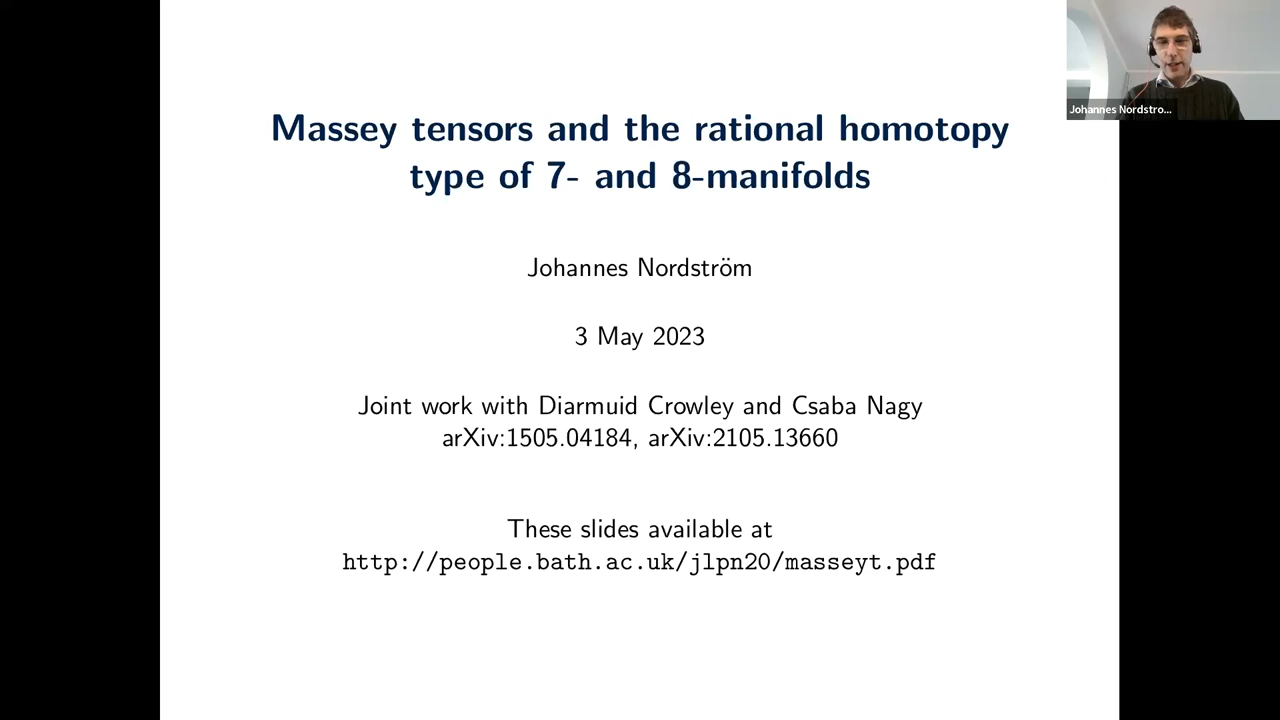 Johannes Nordstro...
Massey tensors and the rational homotopy
type of 7- and 8-manifolds
Johannes Nordström
3 May 2023
Joint work with Diarmuid Crowley and Csaba Nagy
arXiv:1505.04184, arXiv:2105.13660
These slides available at
http://people.bath.ac.uk/jlpn20/masseyt.pdf